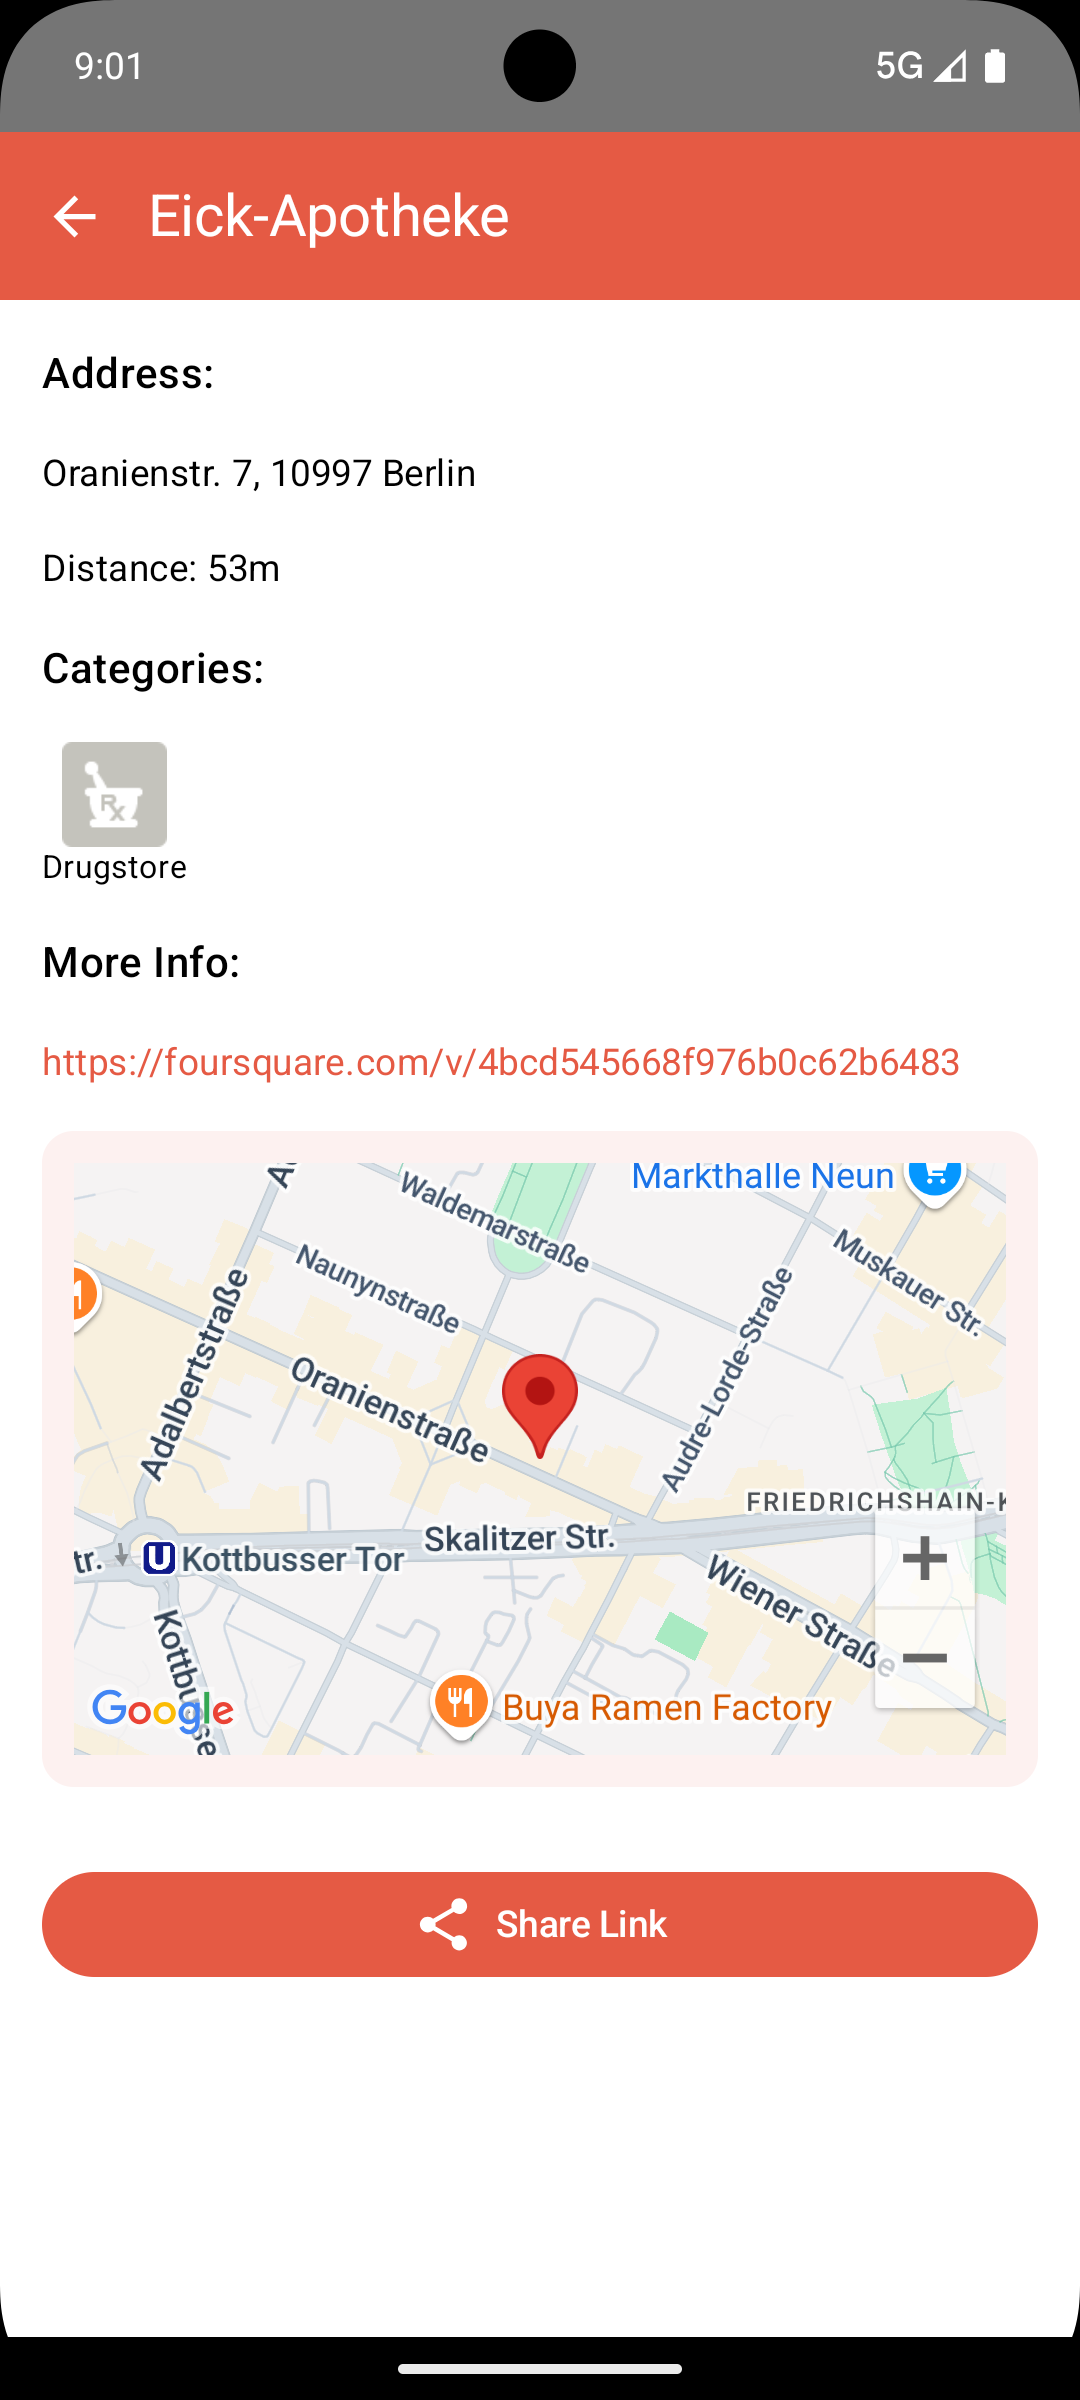 9:01
5G
Eick-Apotheke
Address:
Oranienstr. 7, 10997 Berlin
Distance: 53m
Categories:
Rx
Drugstore
More Info:
https://foursquare.com/v/4bcd545668f976b0c62b6483
Markthalle Neun
Waldemarstraße
Muskauer Str.
Naunynstraße
Adalbertstraße
Oranienstraße
Audre-Lorde-Straße
FRIEDRICHSHAIN-K
Skalitzer Str.
tr.
U Kottbusser Tor
Wiener Straße
Google
Buya Ramen Factory
Share Link